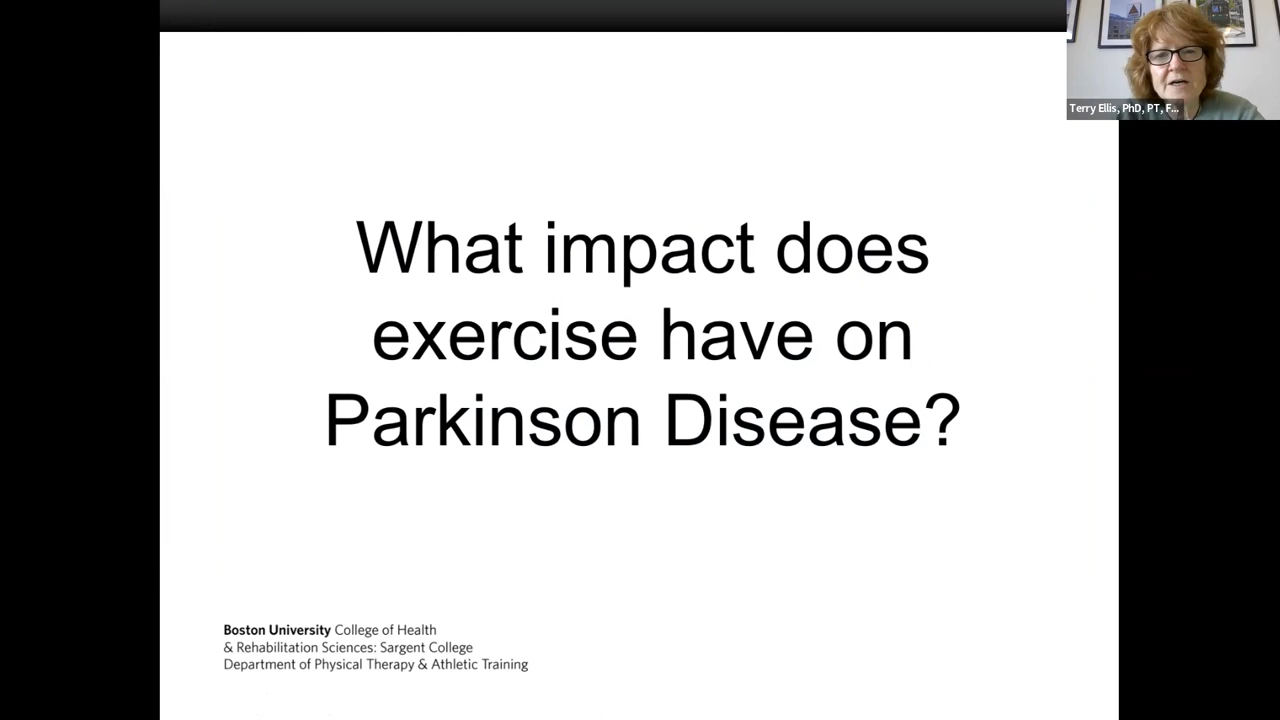 Terry Ellis, PhD, PT, F...
What impact does
exercise have on
Parkinson Disease?
Boston University College of Health
& Rehabilitation Sciences: Sargent College
Department of Physical Therapy & Athletic Training